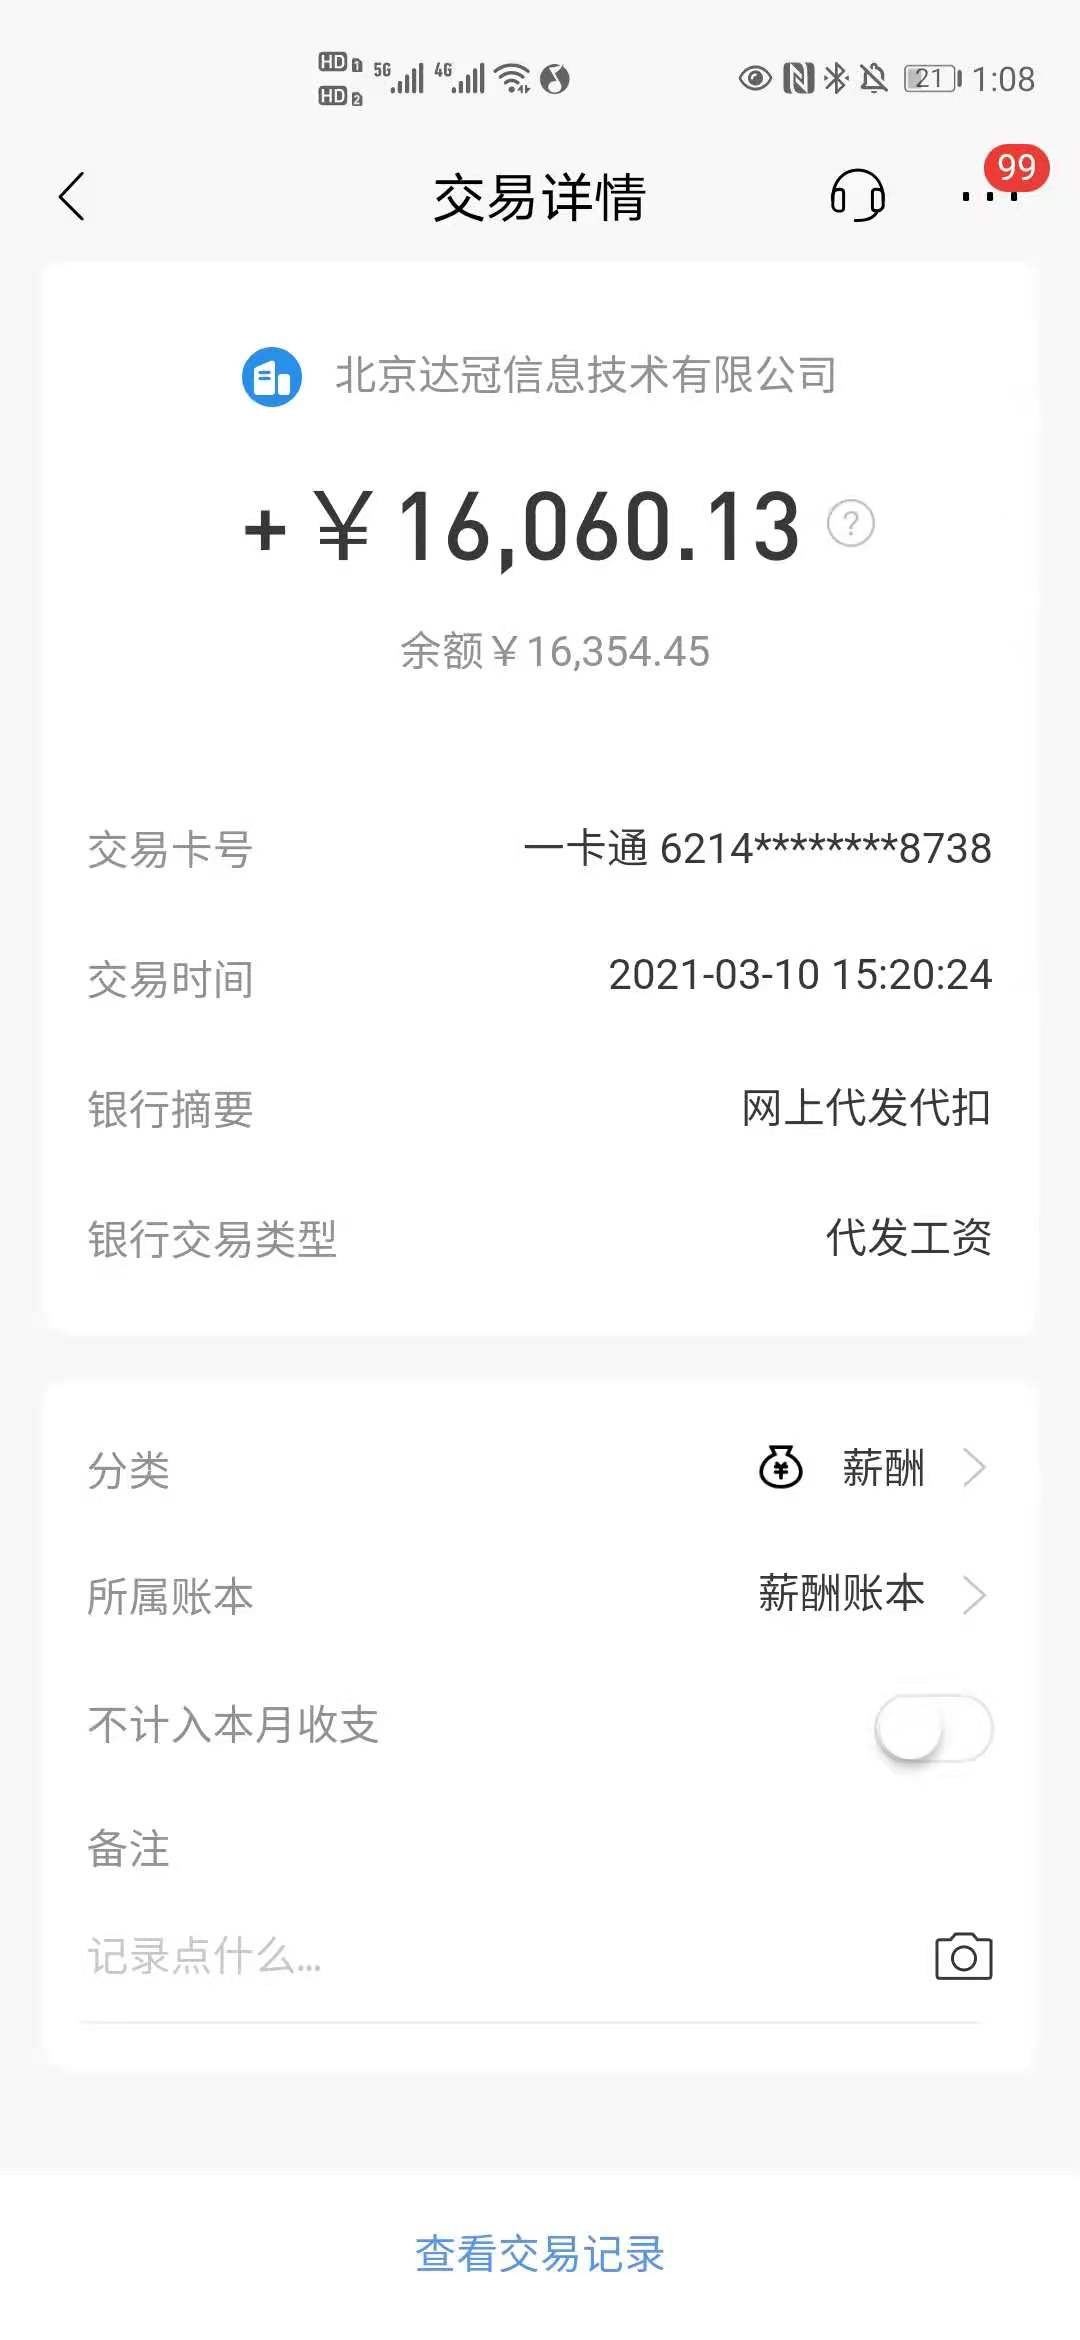 HD 1 5G 4G 21 1:08
HD 2
交易详情 99
北京达冠信息技术有限公司
+ ¥ 16,060.13 ?
余额¥16,354.45
交易卡号 一卡通 6214********8738
交易时间 2021-03-10 15:20:24
银行摘要 网上代发代扣
银行交易类型 代发工资
分类 薪酬
所属账本 薪酬账本
不计入本月收支
备注
记录点什么...
查看交易记录